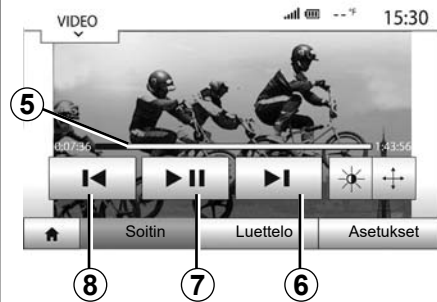 VIDEO
--°F
15:30
5
0:07:36
1:43:56
Soitin
Luettelo
Asetukset
8
7
6